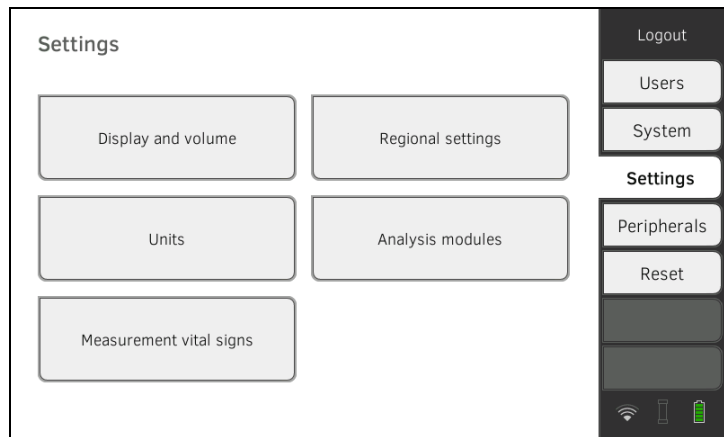 Settings
Display and volume
Regional settings
Units
Analysis modules
Measurement vital signs
Logout
Users
System
Settings
Peripherals
Reset